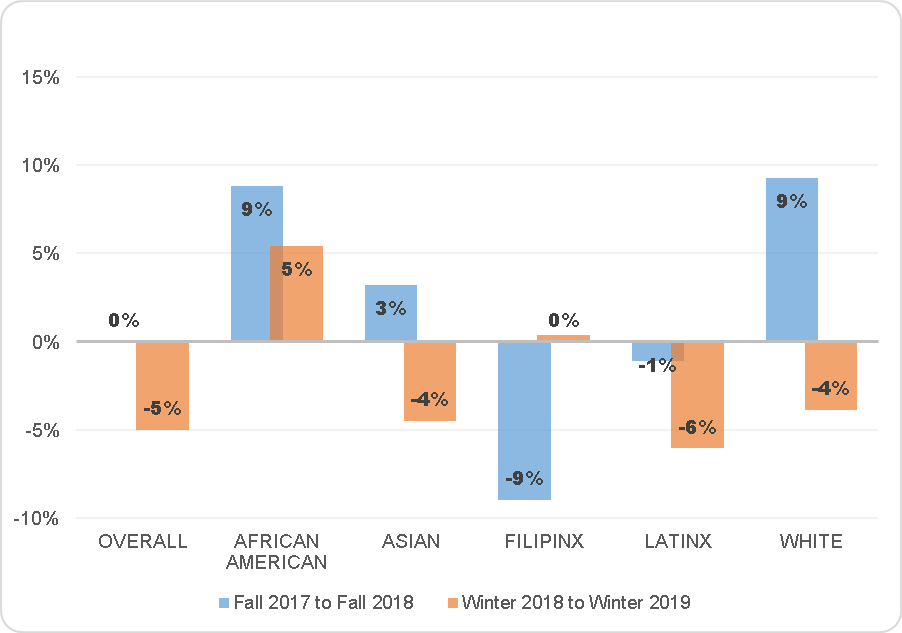 15%
10%
9%
9%
5%
5%
3%
0%
0%
0%
-1%
-4%
-4%
-5%
-5%
-6%
-9%
-10%
OVERALL
AFRICAN
AMERICAN
ASIAN
FILIPINX
LATINX
WHITE
Fall 2017 to Fall 2018
Winter 2018 to Winter 2019